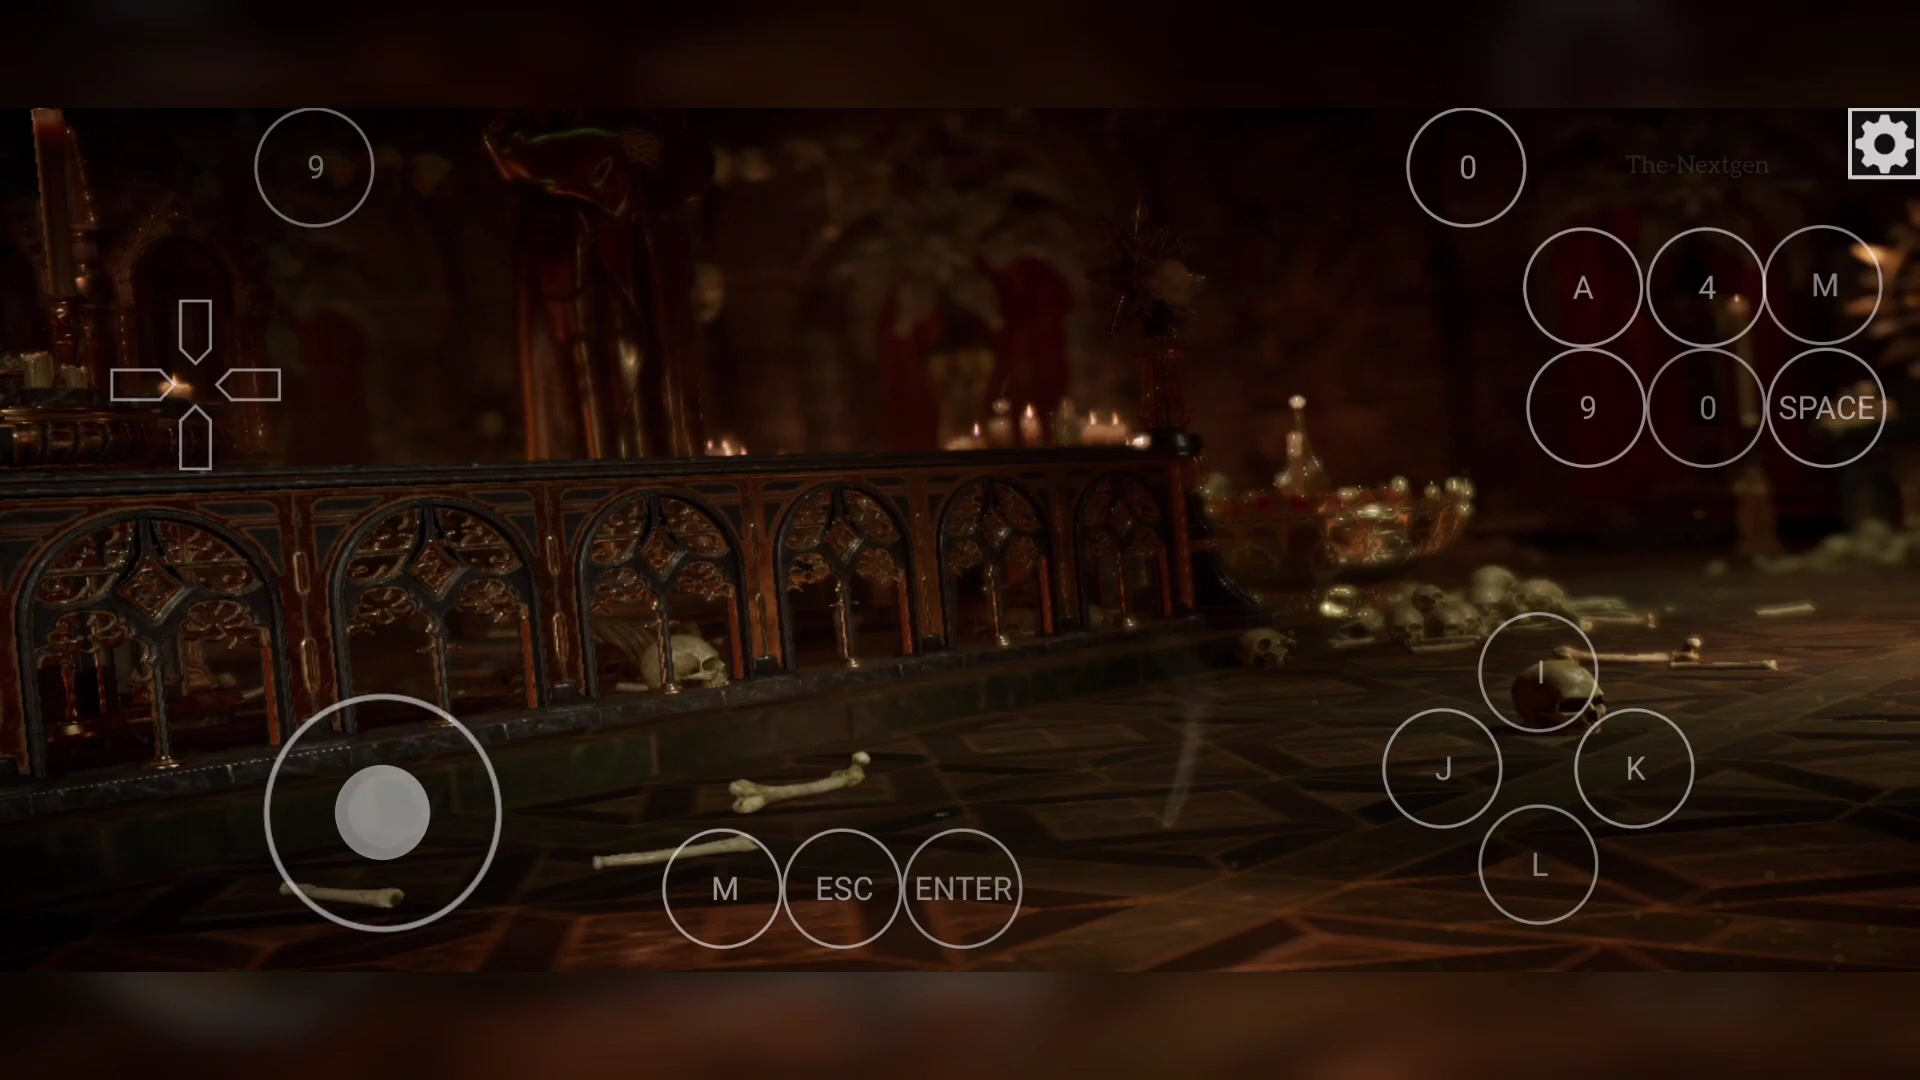 9
0
The-Nextgen
A 4 M
9 0 SPACE
I
J K
L
M ESC ENTER